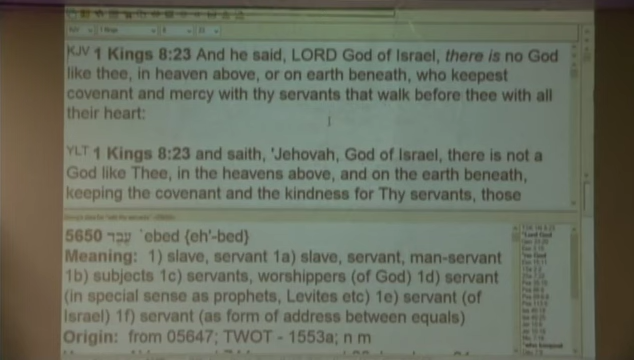 KJV 1 Kings 8:23 And he said, LORD God of Israel, there is no God
like thee, in heaven above, or on earth beneath, who keepest
covenant and mercy with thy servants that walk before thee with all
their heart:
YLT 1 Kings 8:23 and saith, 'Jehovah, God of Israel, there is not a
God like Thee, in the heavens above, and on the earth beneath,
keeping the covenant and the kindness for Thy servants, those
5650 עבד `ebed {eh'-bed}
Meaning: 1) slave, servant 1a) slave, servant, man-servant
1b) subjects 1c) servants, worshippers (of God) 1d) servant
(in special sense as prophets, Levites etc) 1e) servant (of
Israel) 1f) servant (as form of address between equals)
Origin: from 05647; TWOT - 1553a; n m